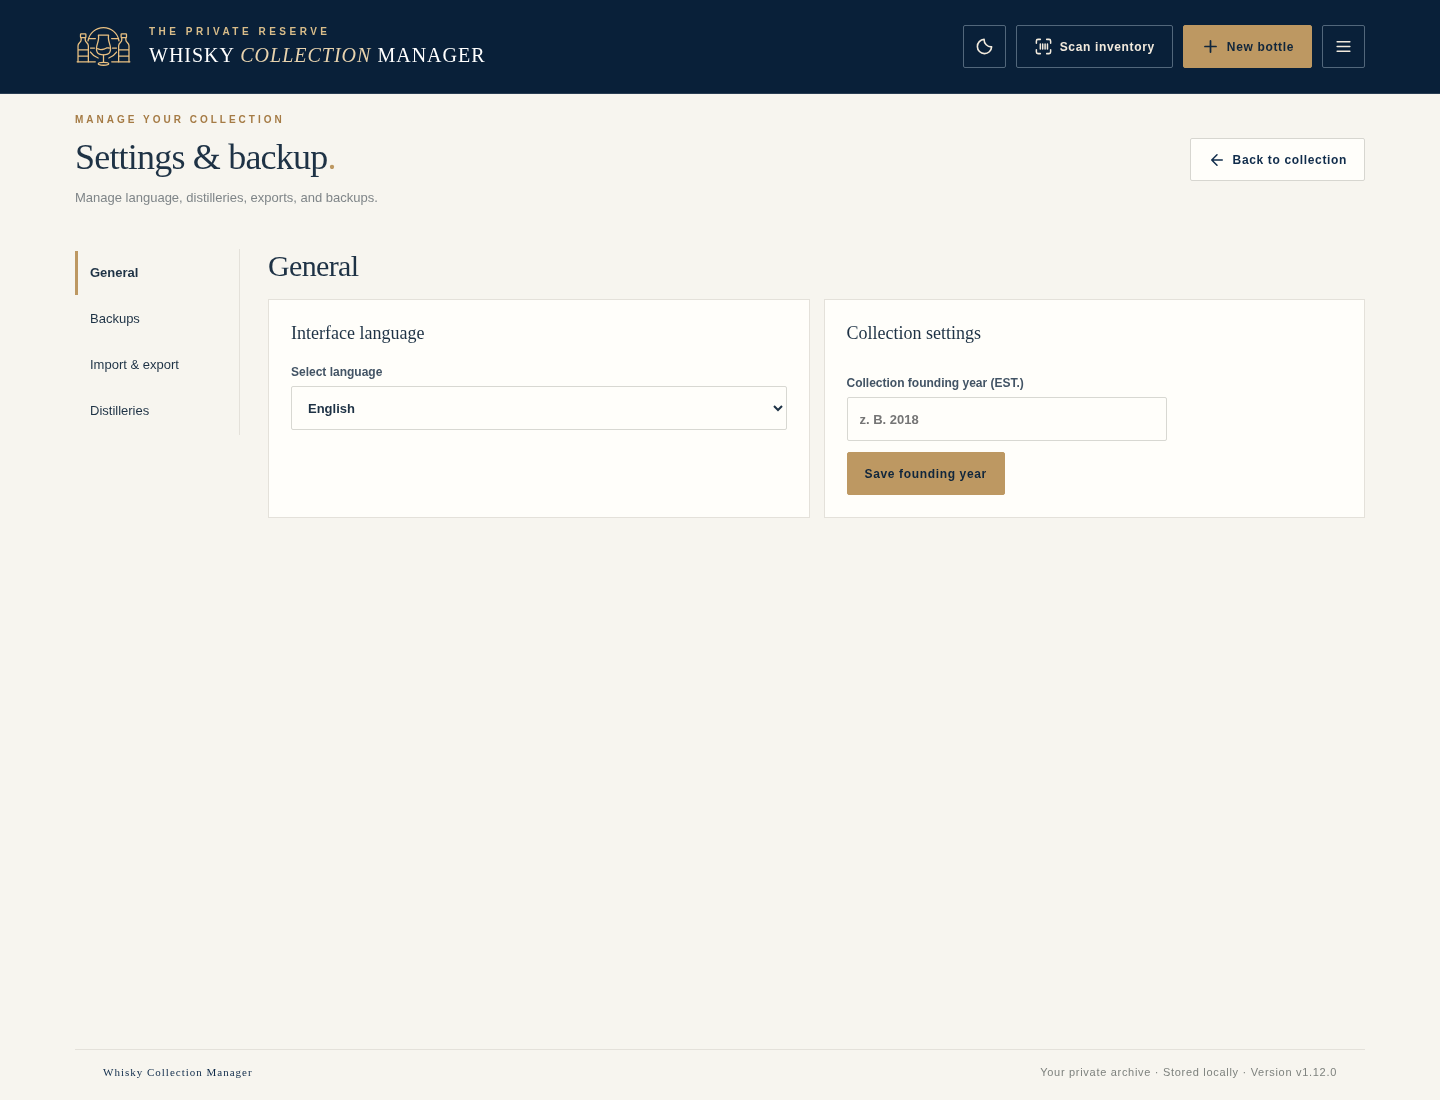 THE PRIVATE RESERVE
WHISKY COLLECTION MANAGER
Scan inventory
New bottle
MANAGE YOUR COLLECTION
Settings & backup.
Back to collection
Manage language, distilleries, exports, and backups.
General
Backups
Import & export
Distilleries
General
Interface language
Select language
English
Collection settings
Collection founding year (EST.)
z. B. 2018
Save founding year
Whisky Collection Manager
Your private archive · Stored locally · Version v1.12.0